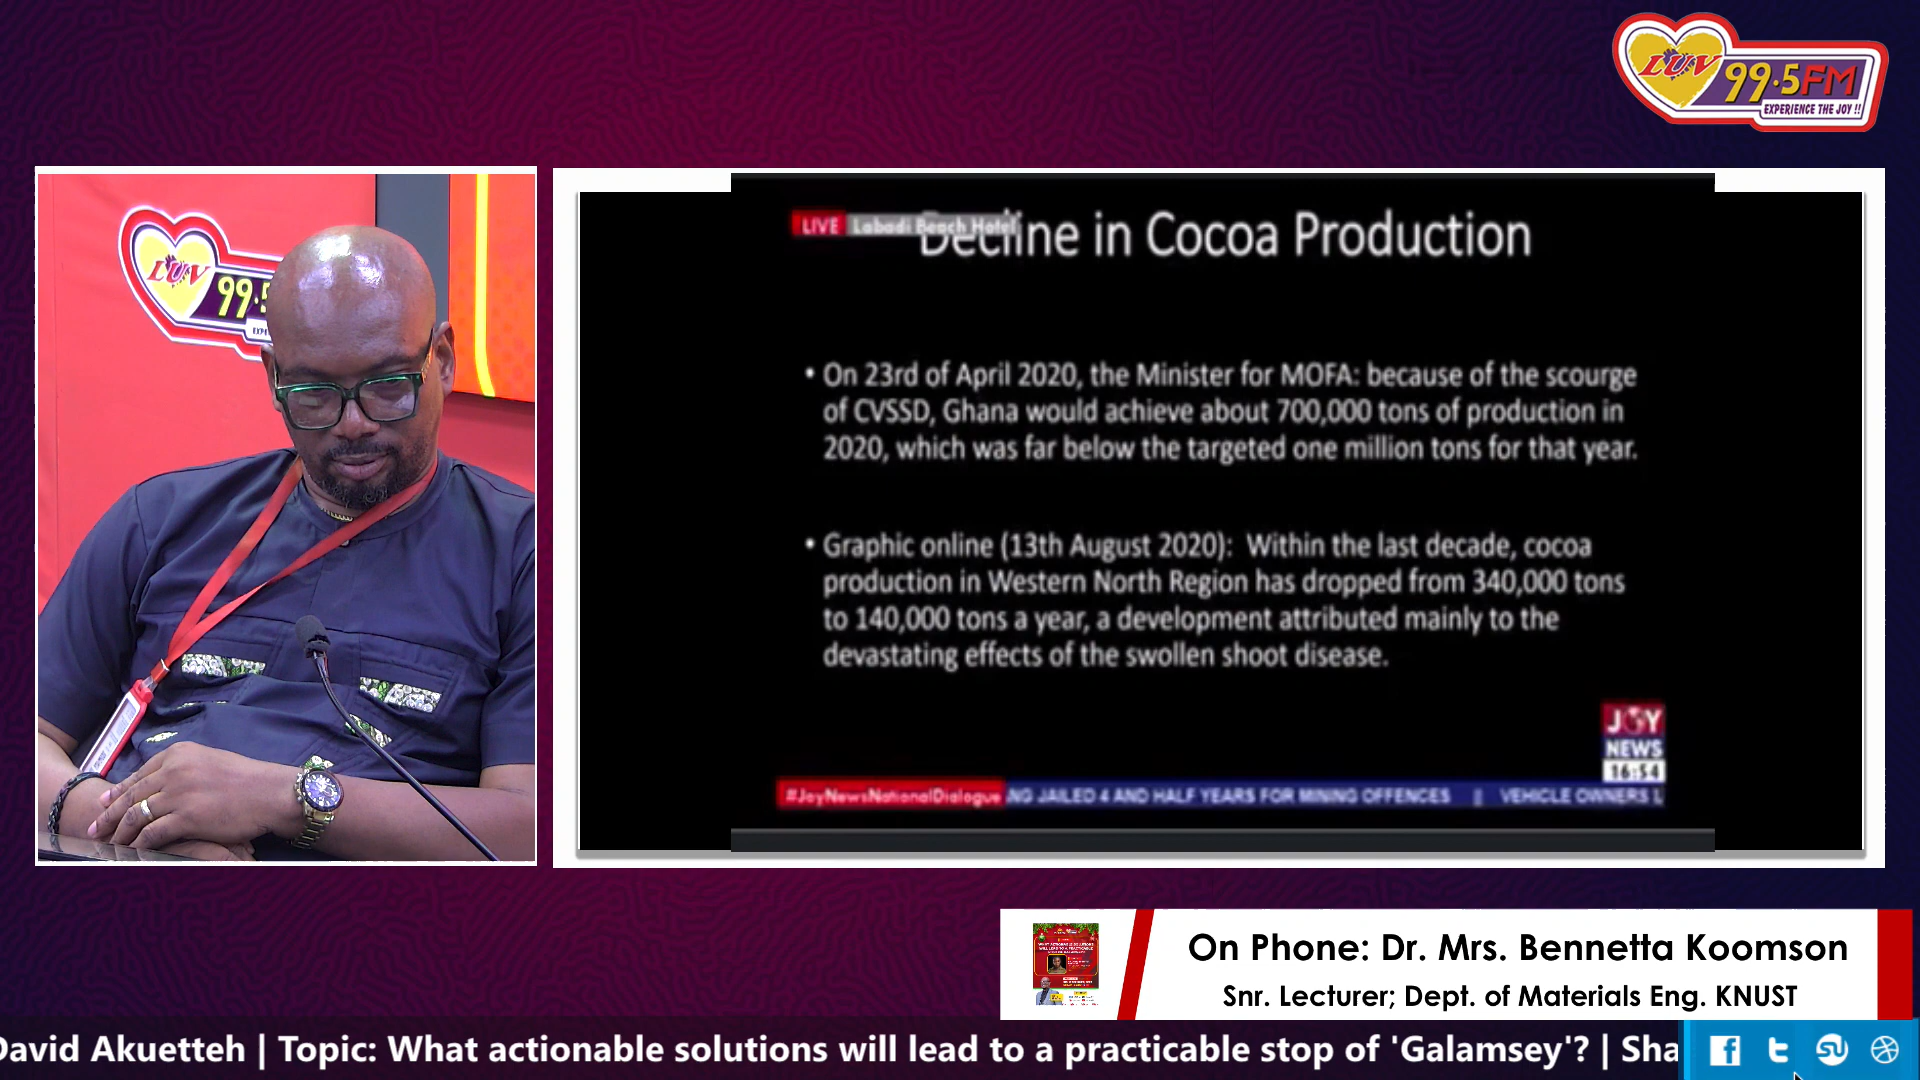 LUV
99.5FM
EXPERIENCE THE JOY !!
LUV
99.5
LIVE Labadi Beach Hotel
Decline in Cocoa Production
• On 23rd of April 2020, the Minister for MOFA: because of the scourge
of CVSSD, Ghana would achieve about 700,000 tons of production in
2020, which was far below the targeted one million tons for that year.
• Graphic online (13th August 2020): Within the last decade, cocoa
production in Western North Region has dropped from 340,000 tons
to 140,000 tons a year, a development attributed mainly to the
devastating effects of the swollen shoot disease.
JOY
NEWS
16:54
#JoyNewsNationalDialogue NG JAILED 4 AND HALF YEARS FOR MINING OFFENCES || VEHICLE OWNERS
On Phone: Dr. Mrs. Bennetta Koomson
Snr. Lecturer; Dept. of Materials Eng. KNUST
David Akuetteh | Topic: What actionable solutions will lead to a practicable stop of 'Galamsey'? | Sha